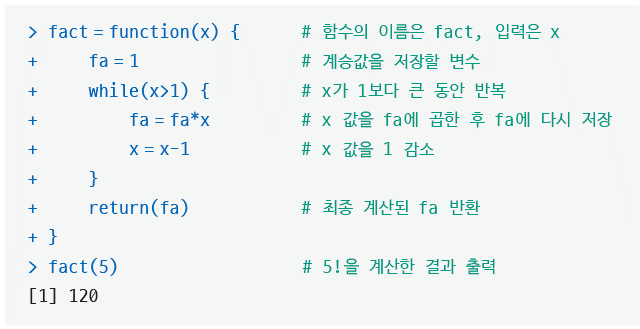 > fact = function(x) {      # 함수의 이름은 fact, 입력은 x
+     fa = 1                # 계승값을 저장할 변수
+     while(x>1) {          # x가 1보다 큰 동안 반복
+         fa = fa*x         # x 값을 fa에 곱한 후 fa에 다시 저장
+         x = x-1           # x 값을 1 감소
+     }
+     return(fa)            # 최종 계산된 fa 반환
+ }
> fact(5)                   # 5!을 계산한 결과 출력
[1] 120